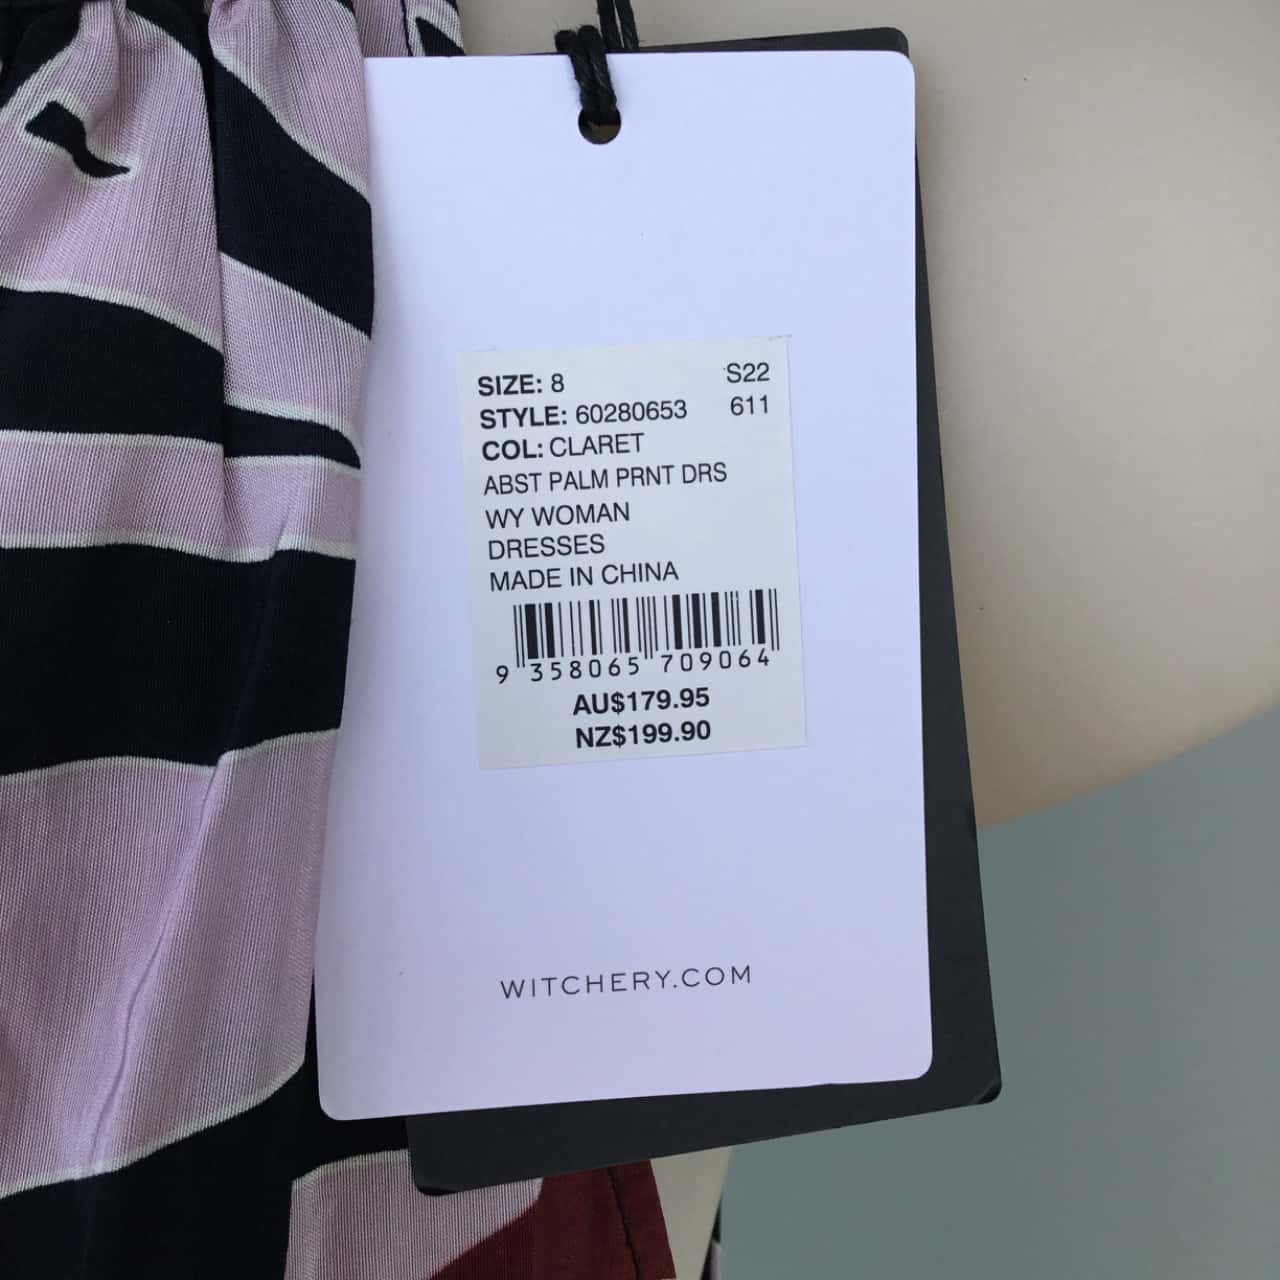 SIZE: 8 S22
STYLE: 60280653 611
COL: CLARET
ABST PALM PRNT DRS
WY WOMAN
DRESSES
MADE IN CHINA
9 358065 709064
AU$179.95
NZ$199.90
WITCHERY.COM